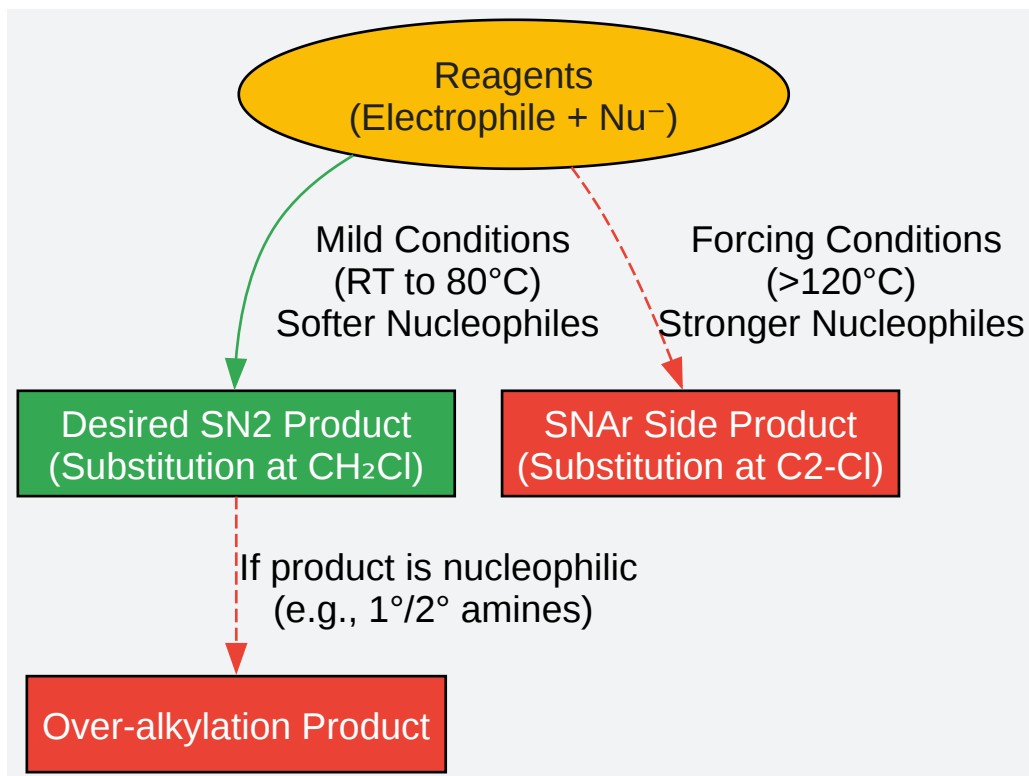 Reagents
(Electrophile + Nu⁻)
Mild Conditions
(RT to 80°C)
Softer Nucleophiles
Forcing Conditions
(>120°C)
Stronger Nucleophiles
Desired SN2 Product
(Substitution at CH₂Cl)
SNAr Side Product
(Substitution at C2-Cl)
If product is nucleophilic
(e.g., 1°/2° amines)
Over-alkylation Product